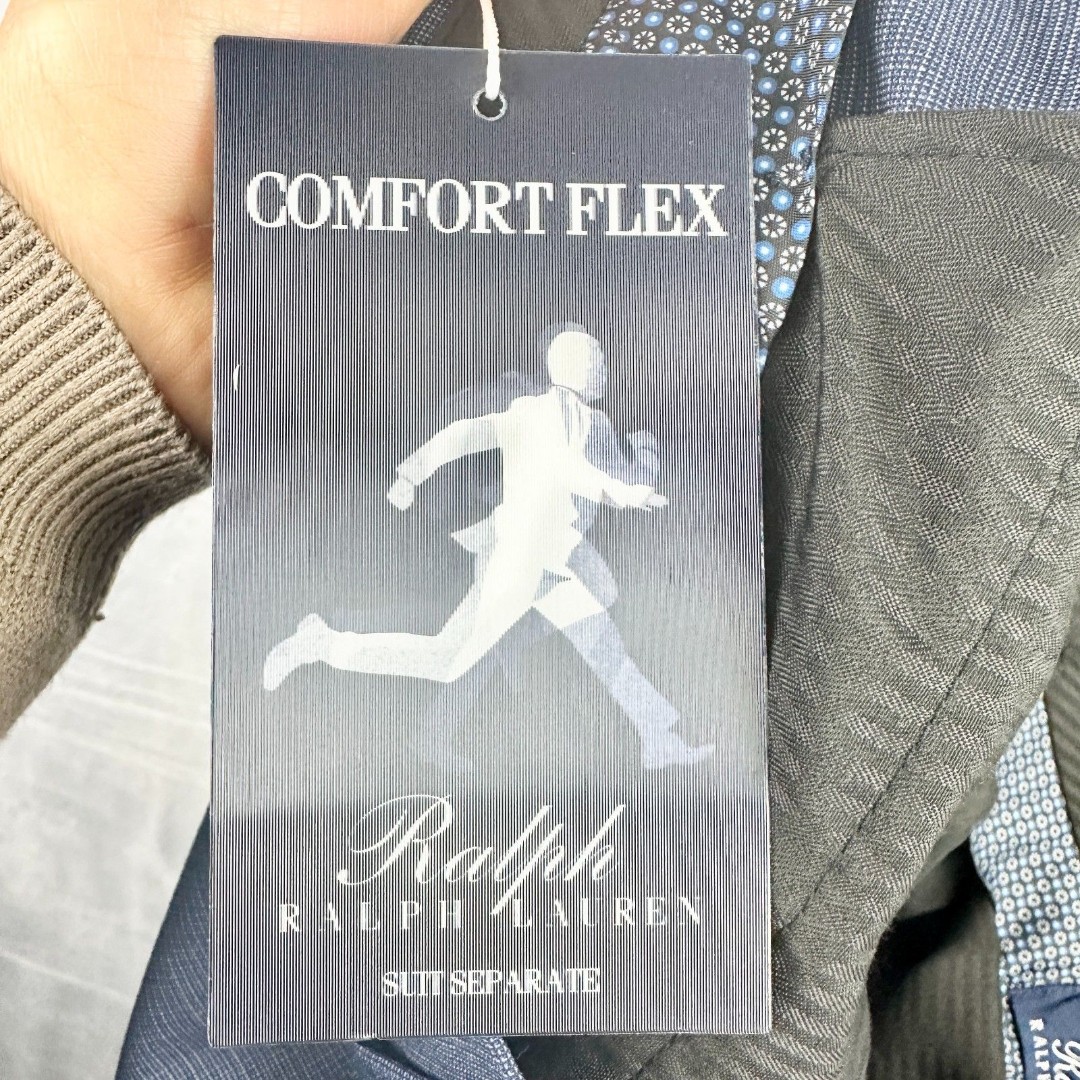 COMFORT FLEX
Ralph
RALPH LAUREN
SUIT SEPARATE